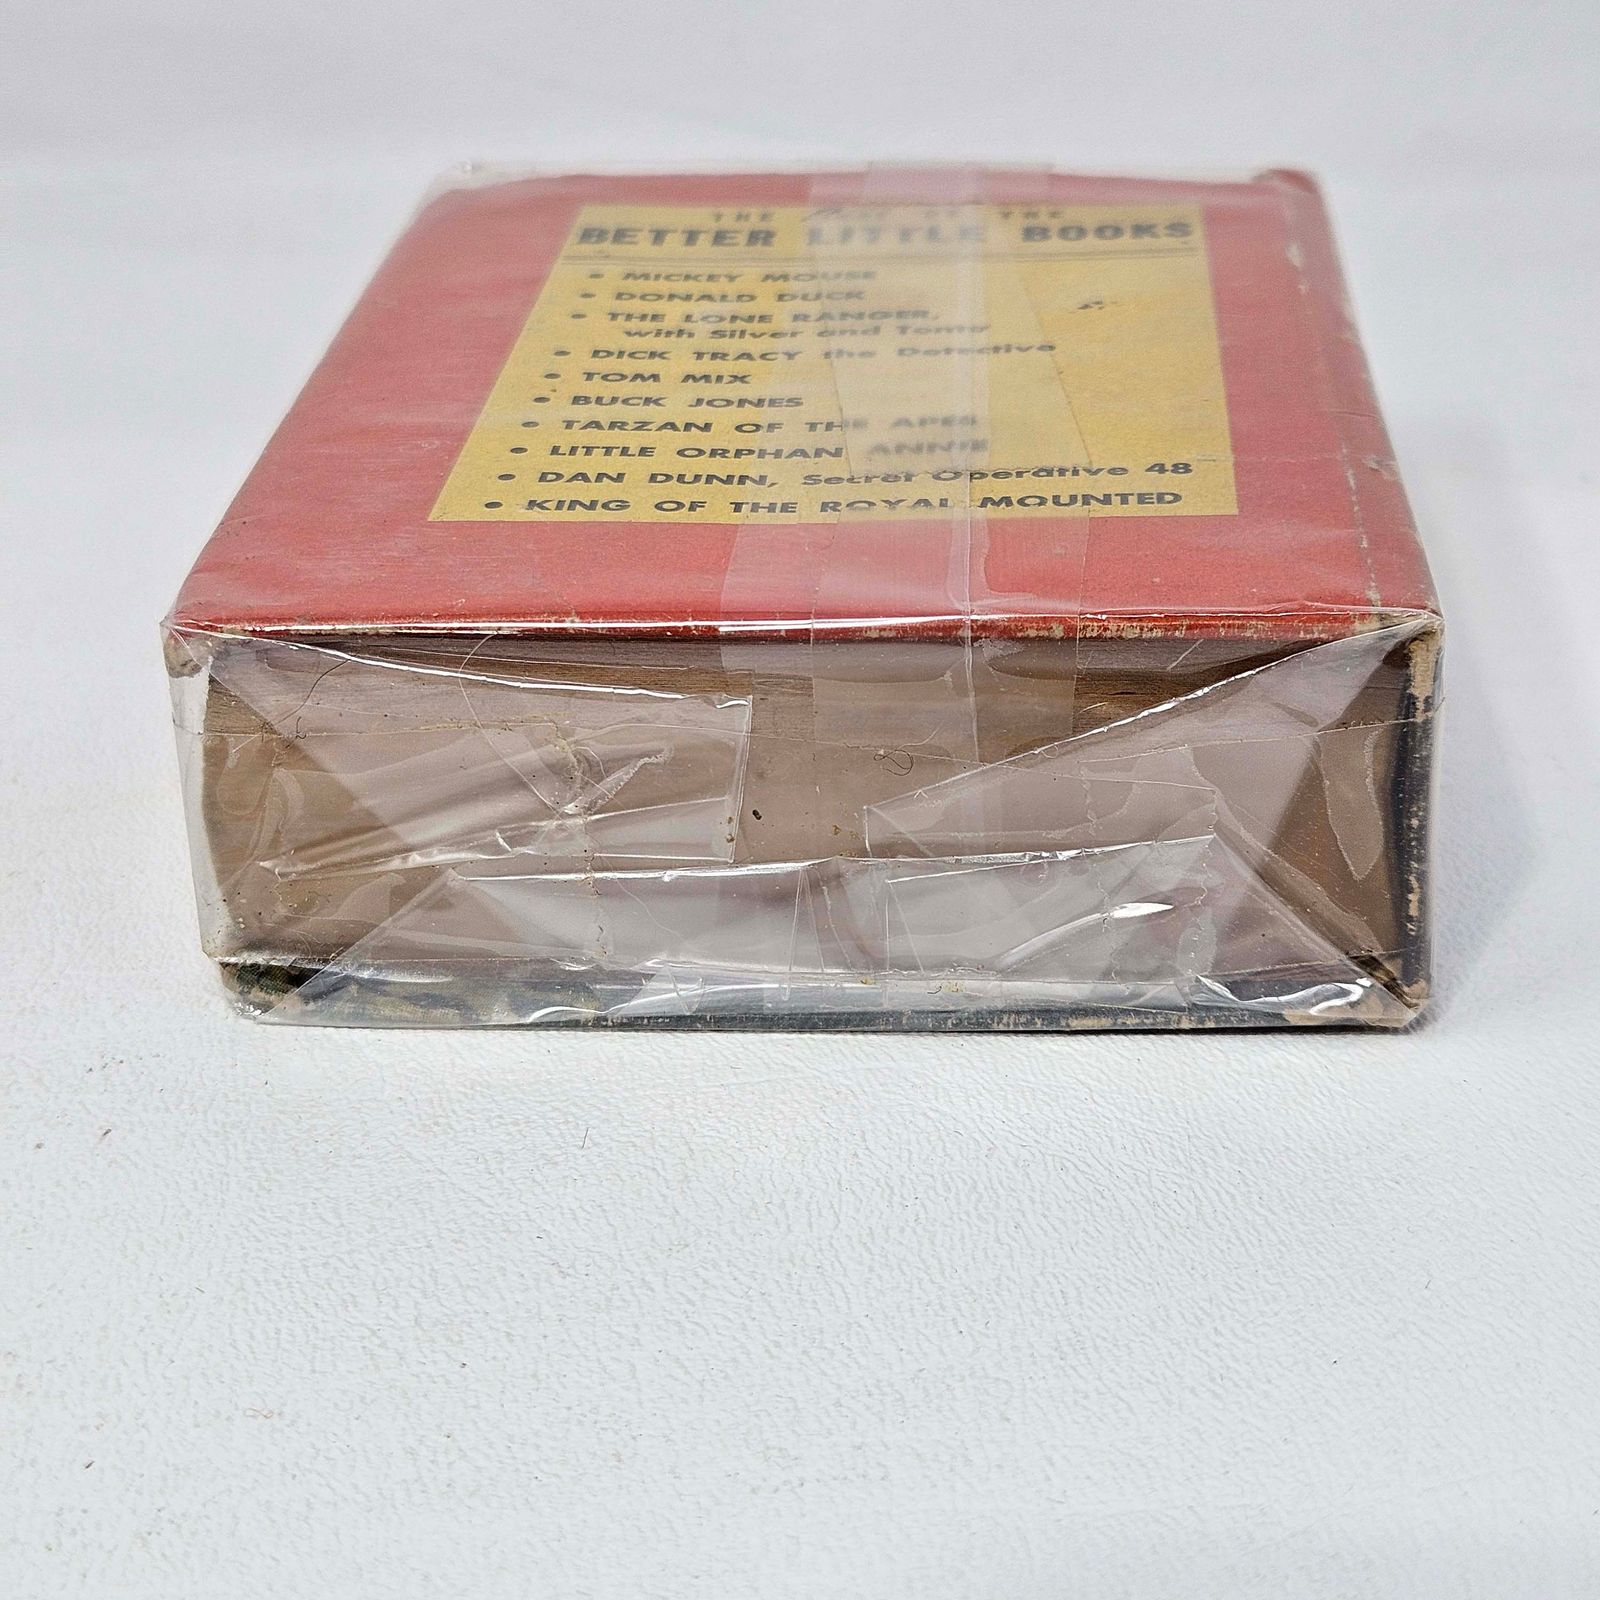 THE Best OF THE
BETTER LITTLE BOOKS
• MICKEY MOUSE
• DONALD DUCK
• THE LONE RANGER,
with Silver and Tonto
• DICK TRACY the Detective
• TOM MIX
• BUCK JONES
• TARZAN OF THE APES
• LITTLE ORPHAN ANNIE
• DAN DUNN, Secret Operative 48
• KING OF THE ROYAL MOUNTED